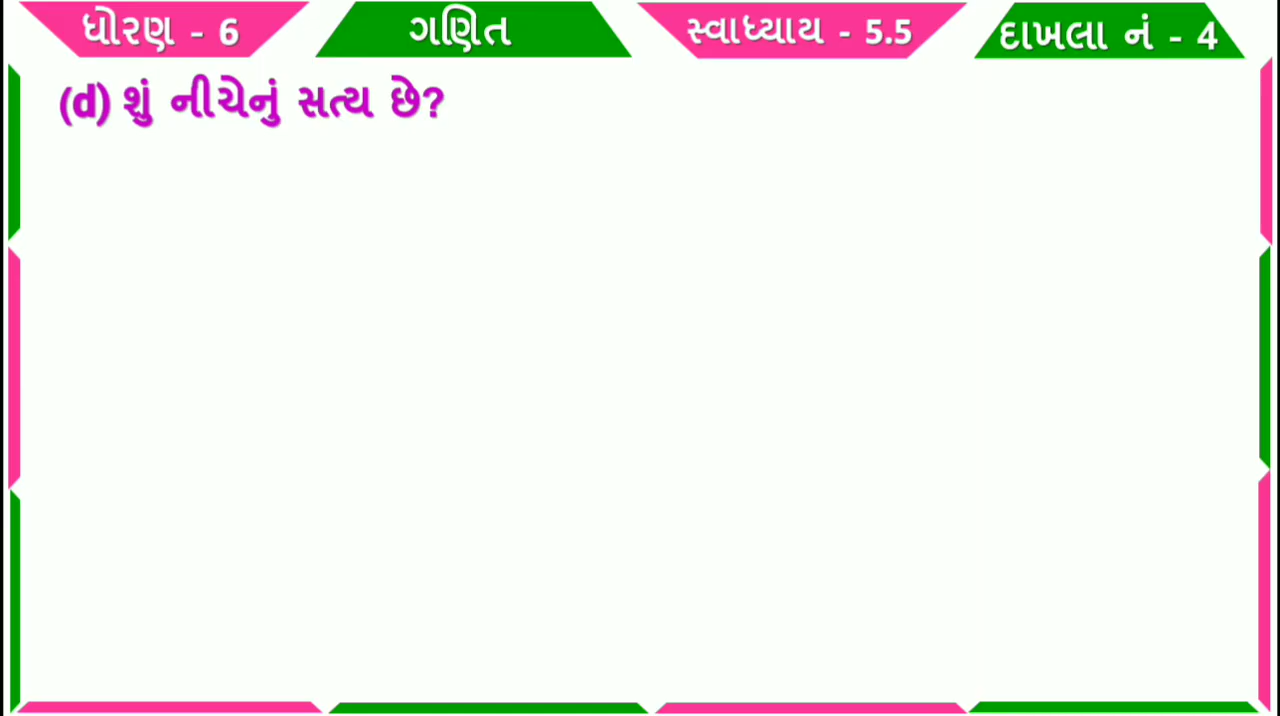 ધોરણ - 6
ગણિત
સ્વાધ્યાય - 5.5
દાખલા નં - 4
(d) શું નીચેનું સત્ય છે?